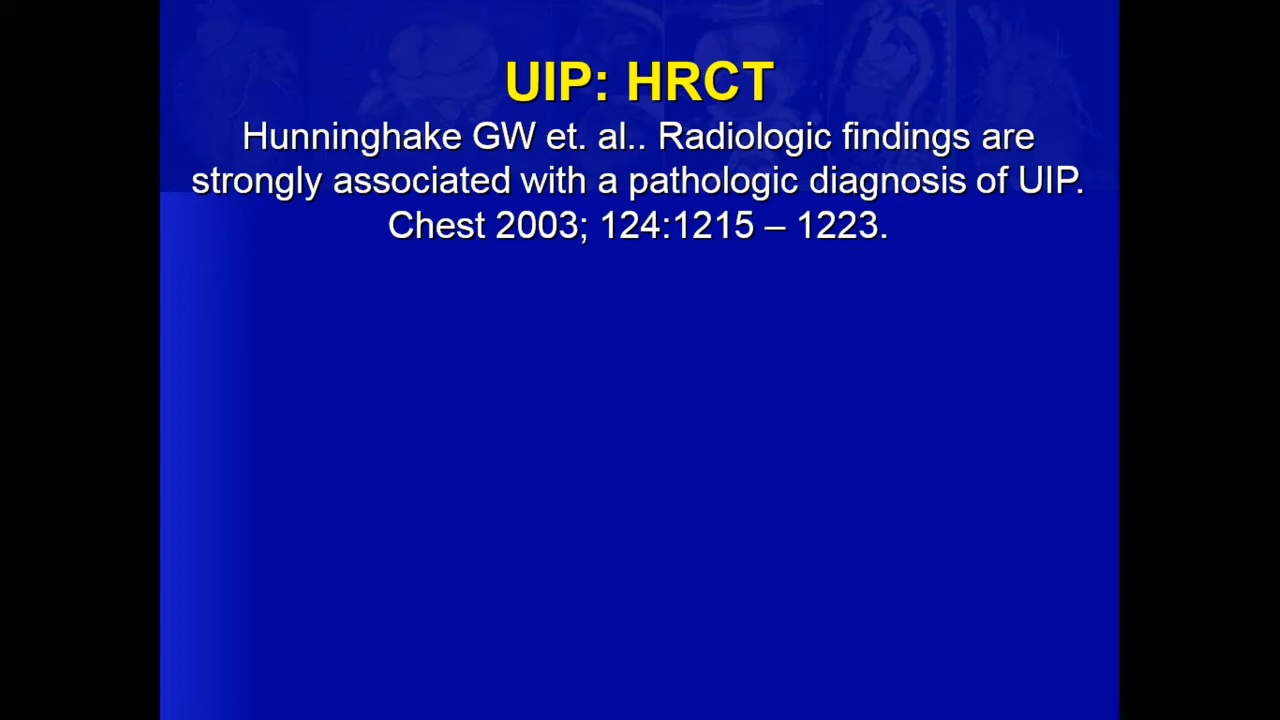 UIP: HRCT
Hunninghake GW et. al.. Radiologic findings are
strongly associated with a pathologic diagnosis of UIP.
Chest 2003; 124:1215 – 1223.